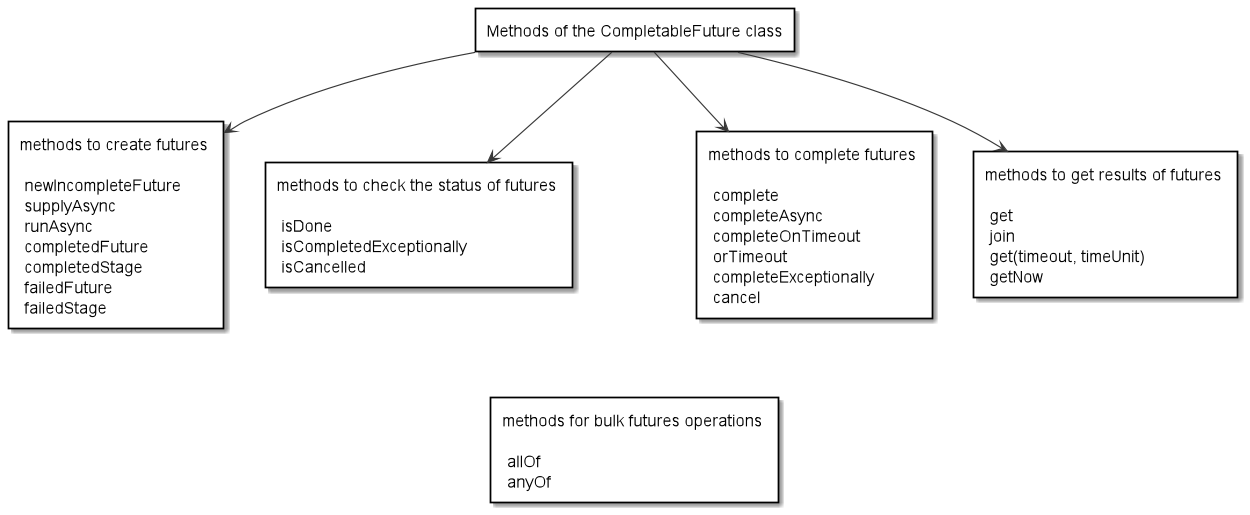 Methods of the CompletableFuture class
methods to create futures
newIncompleteFuture
supplyAsync
runAsync
completedFuture
completedStage
failedFuture
failedStage
methods to check the status of futures
isDone
isCompletedExceptionally
isCancelled
methods to complete futures
complete
completeAsync
completeOnTimeout
orTimeout
completeExceptionally
cancel
methods to get results of futures
get
join
get(timeout, timeUnit)
getNow
methods for bulk futures operations
allOf
anyOf